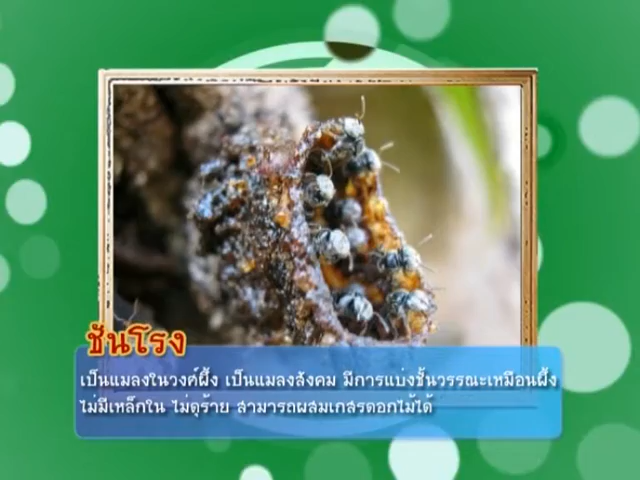 ชันโรง
เป็นแมลงในวงศ์ผึ้ง เป็นแมลงสังคม มีการแบ่งชั้นวรรณะเหมือนผึ้ง
ไม่มีเหล็กใน ไม่ดุร้าย สามารถผสมเกสรดอกไม้ได้